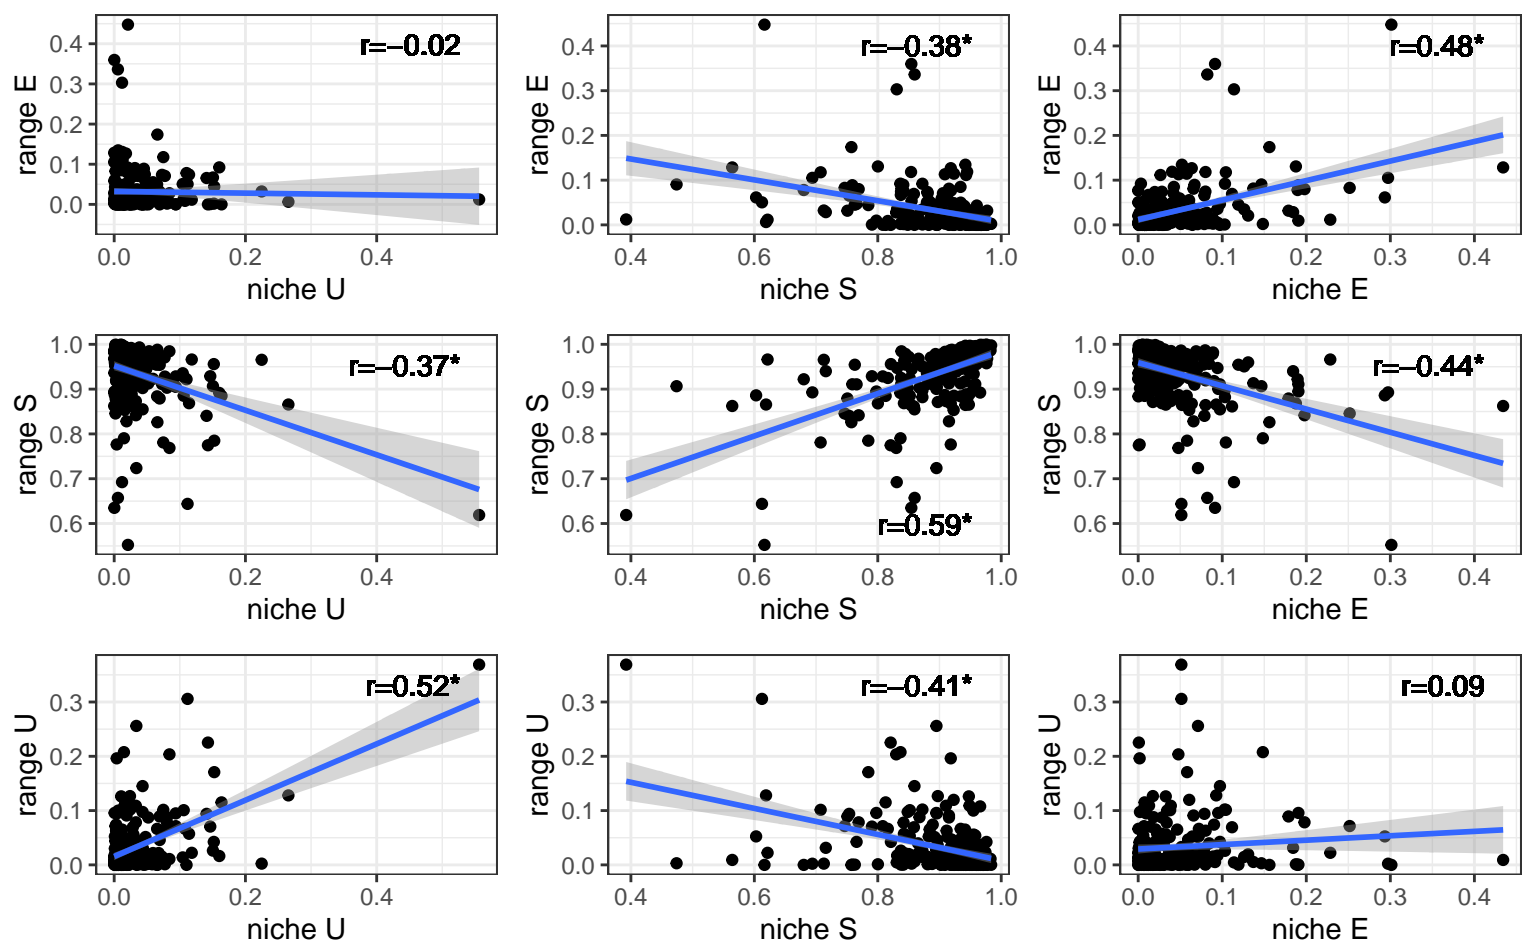 r=−0.02
range E
0.4
0.3
0.2
0.1
0.0
0.0 0.2 0.4
niche U
r=−0.38*
range E
0.4
0.3
0.2
0.1
0.0
0.4 0.6 0.8 1.0
niche S
r=0.48*
range E
0.4
0.3
0.2
0.1
0.0
0.0 0.1 0.2 0.3 0.4
niche E
r=−0.37*
range S
1.0
0.9
0.8
0.7
0.6
0.0 0.2 0.4
niche U
r=0.59*
range S
1.0
0.9
0.8
0.7
0.6
0.4 0.6 0.8 1.0
niche S
r=−0.44*
range S
1.0
0.9
0.8
0.7
0.6
0.0 0.1 0.2 0.3 0.4
niche E
r=0.52*
range U
0.3
0.2
0.1
0.0
0.0 0.2 0.4
niche U
r=−0.41*
range U
0.3
0.2
0.1
0.0
0.4 0.6 0.8 1.0
niche S
r=0.09
range U
0.3
0.2
0.1
0.0
0.0 0.1 0.2 0.3 0.4
niche E